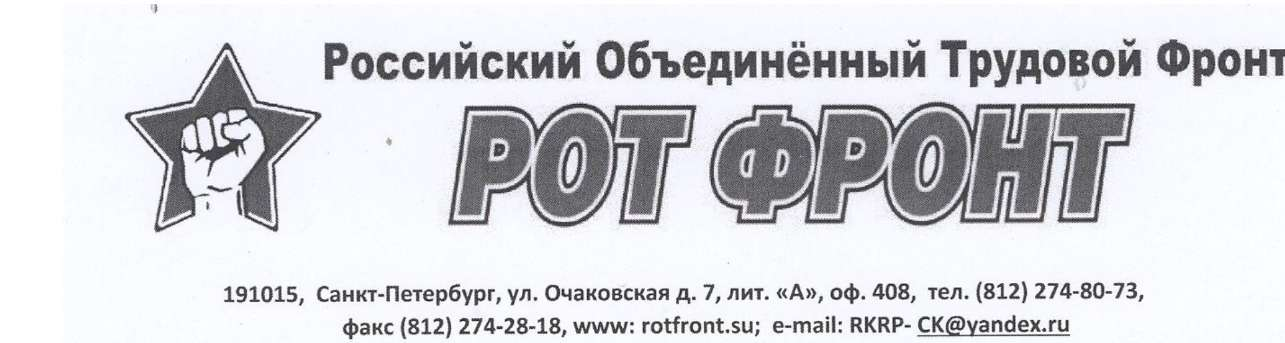 Российский Объединённый Трудовой Фронт
РОТ ФРОНТ
191015, Санкт-Петербург, ул. Очаковская д. 7, лит. «А», оф. 408, тел. (812) 274-80-73,
факс (812) 274-28-18, www: rotfront.su; e-mail: RKRP- CK@yandex.ru